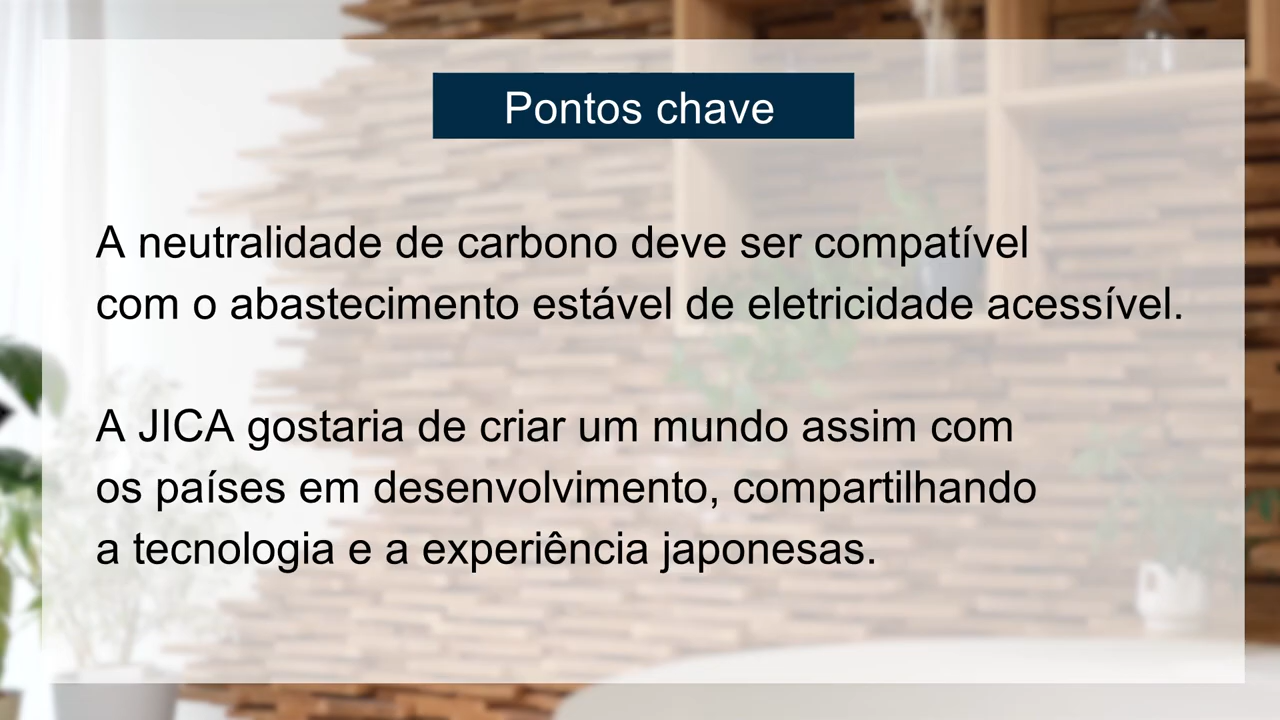 Pontos chave
A neutralidade de carbono deve ser compatível
com o abastecimento estável de eletricidade acessível.
A JICA gostaria de criar um mundo assim com
os países em desenvolvimento, compartilhando
a tecnologia e a experiência japonesas.